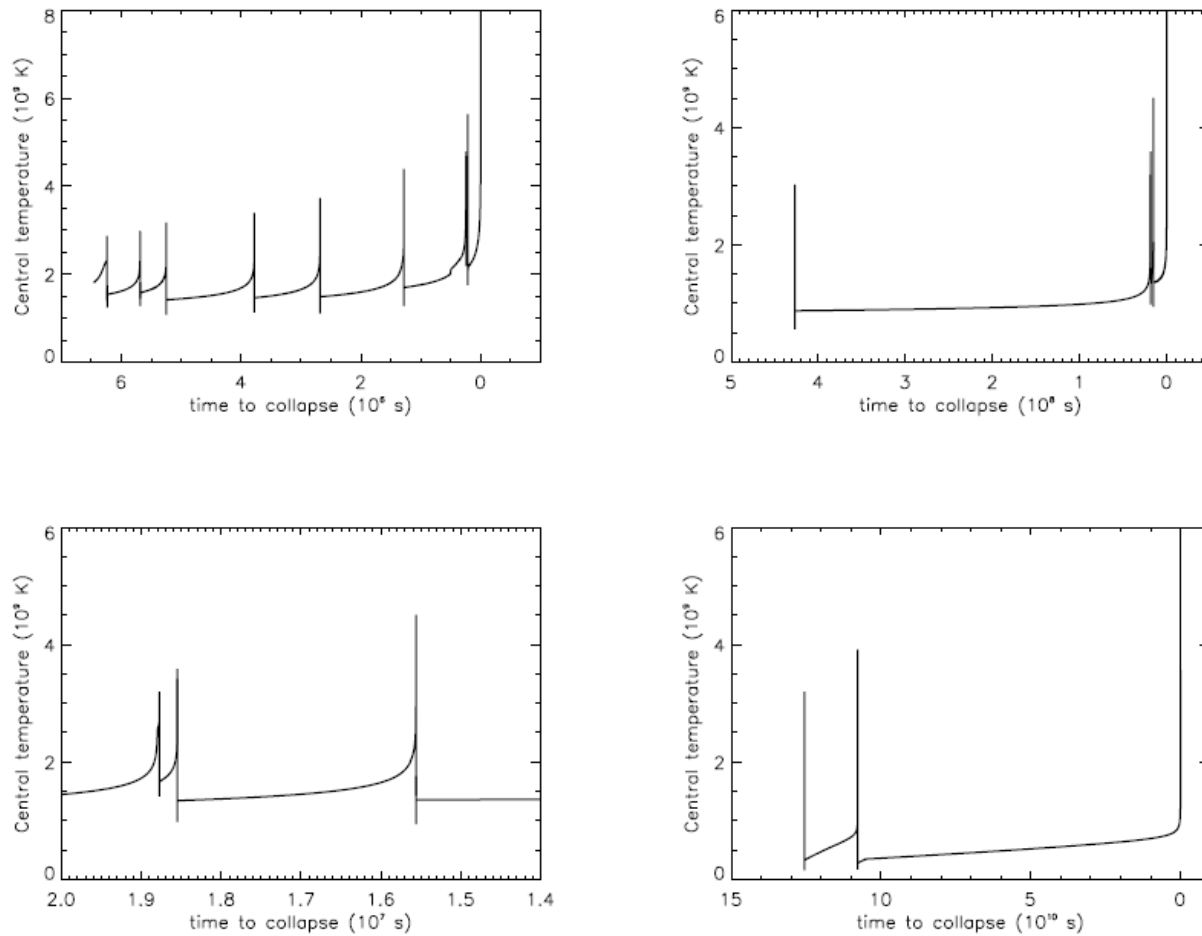 8
6
4
2
0
Central temperature (10⁹ K)
6 4 2 0
time to collapse (10⁶ s)
6
4
2
0
Central temperature (10⁹ K)
5 4 3 2 1 0
time to collapse (10⁸ s)
6
4
2
0
Central temperature (10⁹ K)
2.0 1.9 1.8 1.7 1.6 1.5 1.4
time to collapse (10⁷ s)
6
4
2
0
Central temperature (10⁹ K)
15 10 5 0
time to collapse (10¹⁰ s)